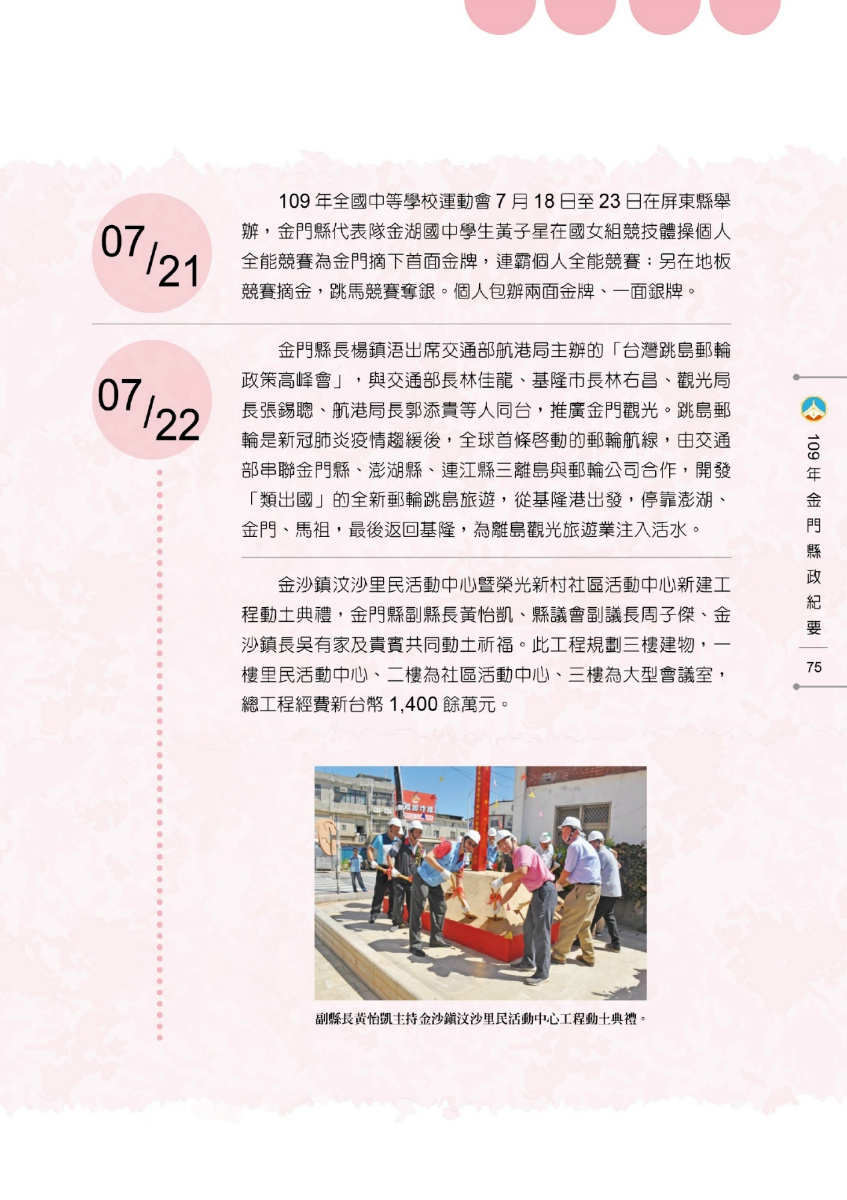 07/21
109 年全國中等學校運動會 7 月 18 日至 23 日在屏東縣舉
辦，金門縣代表隊金湖國中學生黃子星在國女組競技體操個人
全能競賽為金門摘下首面金牌，連霸個人全能競賽；另在地板
競賽摘金，跳馬競賽奪銀。個人包辦兩面金牌、一面銀牌。
07/22
金門縣長楊鎮浯出席交通部航港局主辦的「台灣跳島郵輪
政策高峰會」，與交通部長林佳龍、基隆市長林右昌、觀光局
長張錫聰、航港局長郭添貴等人同台，推廣金門觀光。跳島郵
輪是新冠肺炎疫情趨緩後，全球首條啓動的郵輪航線，由交通
部串聯金門縣、澎湖縣、連江縣三離島與郵輪公司合作，開發
「類出國」的全新郵輪跳島旅遊，從基隆港出發，停靠澎湖、
金門、馬祖，最後返回基隆，為離島觀光旅遊業注入活水。
金沙鎮汶沙里民活動中心暨榮光新村社區活動中心新建工
程動土典禮，金門縣副縣長黃怡凱、縣議會副議長周子傑、金
沙鎮長吳有家及貴賓共同動土祈福。此工程規劃三樓建物，一
樓里民活動中心、二樓為社區活動中心、三樓為大型會議室，
總工程經費新台幣 1,400 餘萬元。
副縣長黃怡凱主持金沙鎮汶沙里民活動中心工程動土典禮。
109年金門縣政紀要
75